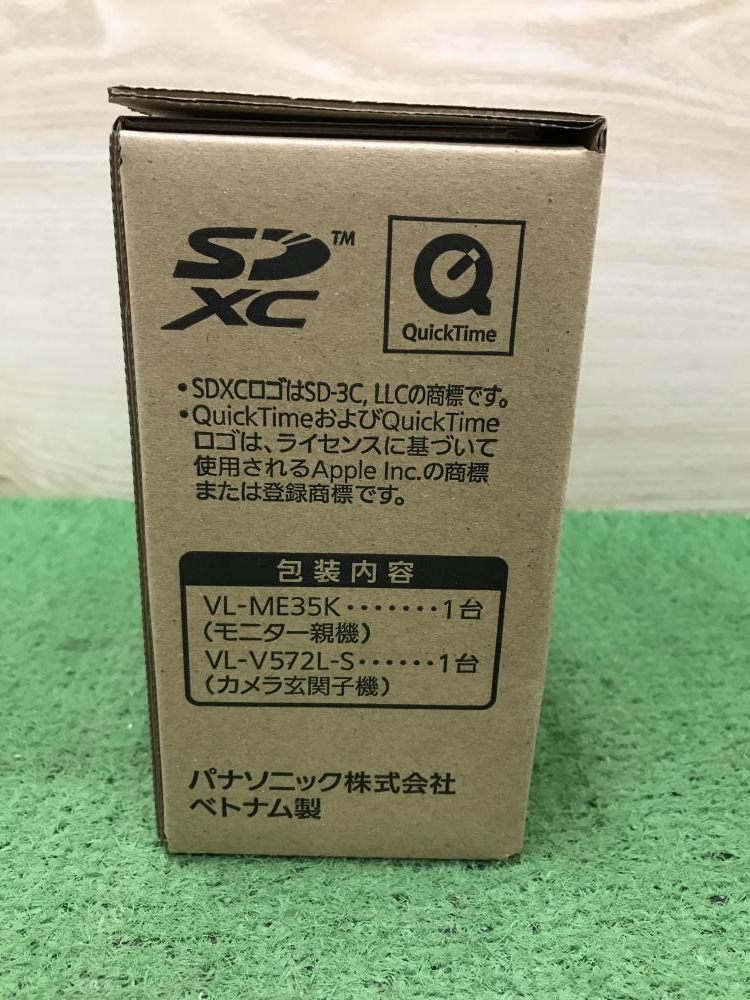 SD™
XC
QuickTime
・SDXCロゴはSD-3C, LLCの商標です。
・QuickTimeおよびQuickTime
ロゴは、ライセンスに基づいて
使用されるApple Inc.の商標
または登録商標です。
包装内容
VL-ME35K・・・・・・・1台
(モニター親機)
VL-V572L-S・・・・・・1台
(カメラ玄関子機)
パナソニック株式会社
ベトナム製